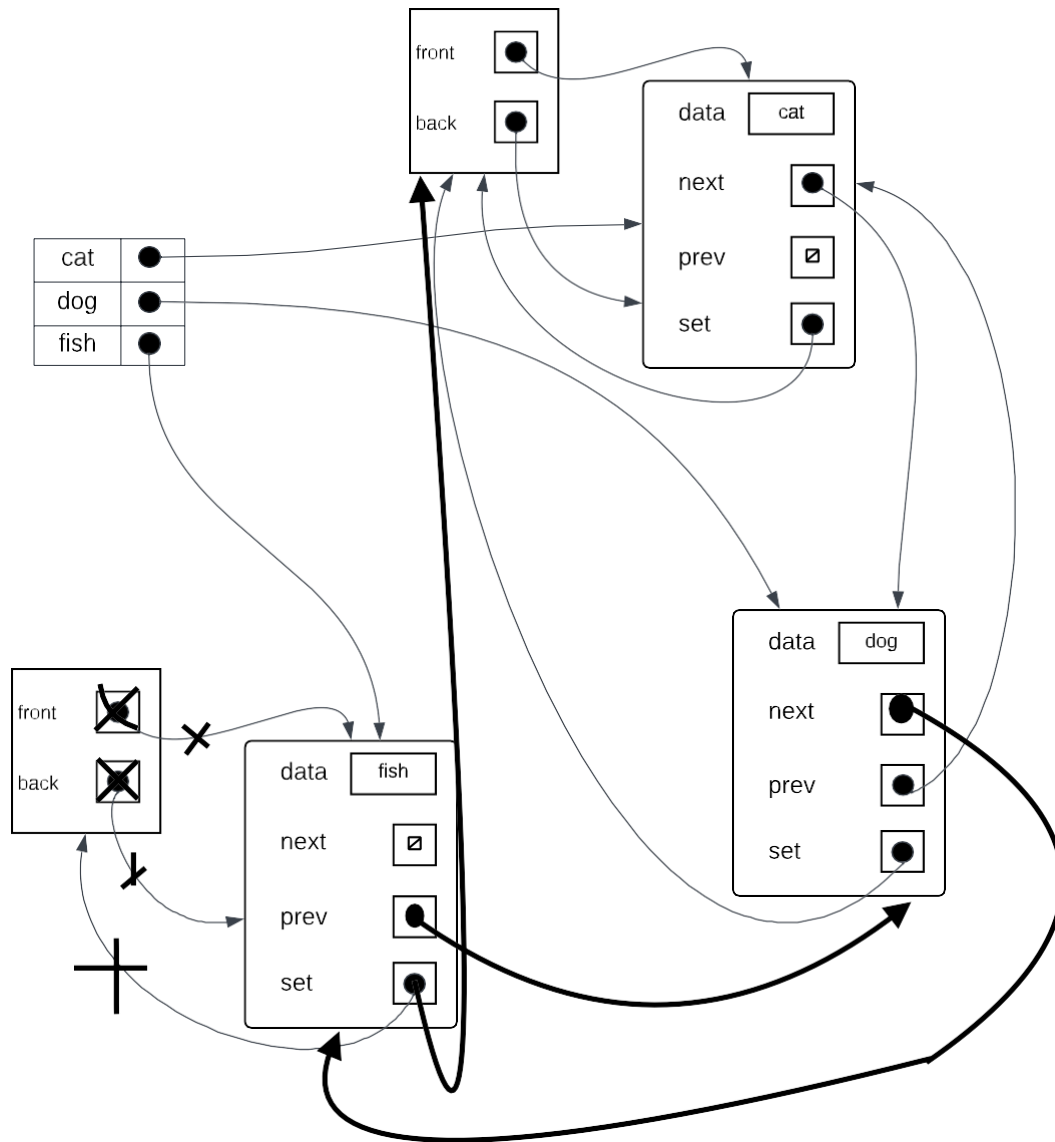 front
back
data cat
next
prev
set
cat
dog
fish
data dog
next
prev
set
front
back
data fish
next
prev
set